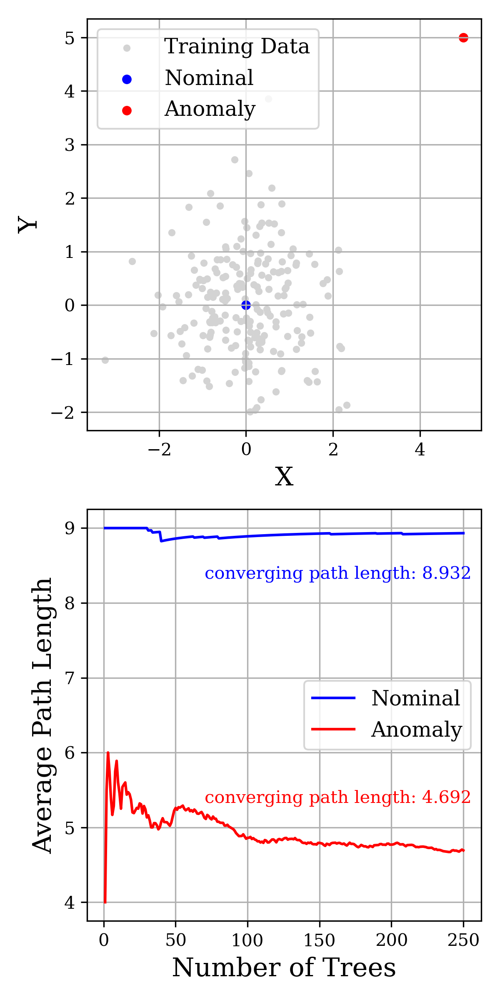 5
4
3
2
1
0
−1
−2
Y
Training Data
Nominal
Anomaly
−2 0 2 4
X
9
8
7
6
5
4
Average Path Length
converging path length: 8.932
Nominal
Anomaly
converging path length: 4.692
0 50 100 150 200 250
Number of Trees